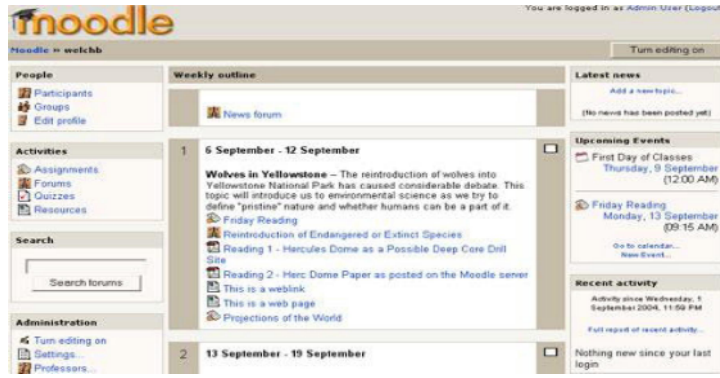 moodle
You are logged in as Admin User (Logout
Moodle » welchb
Turn editing on
People
Participants
Groups
Edit profile
Activities
Assignments
Forums
Quizzes
Resources
Search
Search forums
Administration
Turn editing on
Settings...
Professors...
Weekly outline
News forum
1
6 September - 12 September
Wolves in Yellowstone – The reintroduction of wolves into
Yellowstone National Park has caused considerable debate. This
topic will introduce us to environmental science as we try to
define "pristine" nature and whether humans can be a part of it.
Friday Reading
Reintroduction of Endangered or Extinct Species
Reading 1 - Hercules Dome as a Possible Deep Core Drill
Site
Reading 2 - Herc Dome Paper as posted on the Moodle server
This is a weblink
This is a web page
Projections of the World
2
13 September - 19 September
Latest news
Add a new topic...
(No news has been posted yet)
Upcoming Events
First Day of Classes
Thursday, 9 September
(12:00 AM)
Friday Reading
Monday, 13 September
(09:15 AM)
Go to calendar...
New Event...
Recent activity
Activity since Wednesday, 1
September 2004, 11:59 PM
Full report of recent activity...
Nothing new since your last
login